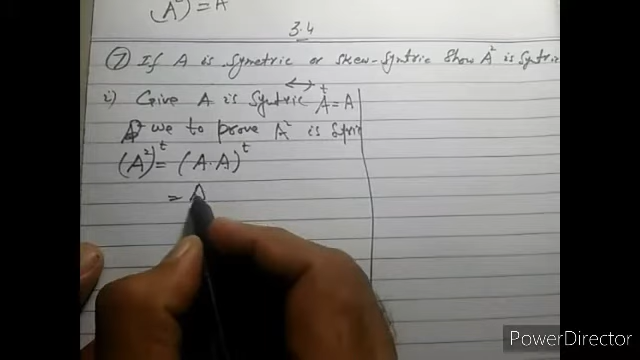 (A²) = A
3.4
⑦ If A is symetric or skew-symtric Show A² is Symtric
i) Give A is Symtric ↔ Aᵗ = A
we to prove A² is Symtric
(A²)ᵗ = (A·A)ᵗ
= A
PowerDirector